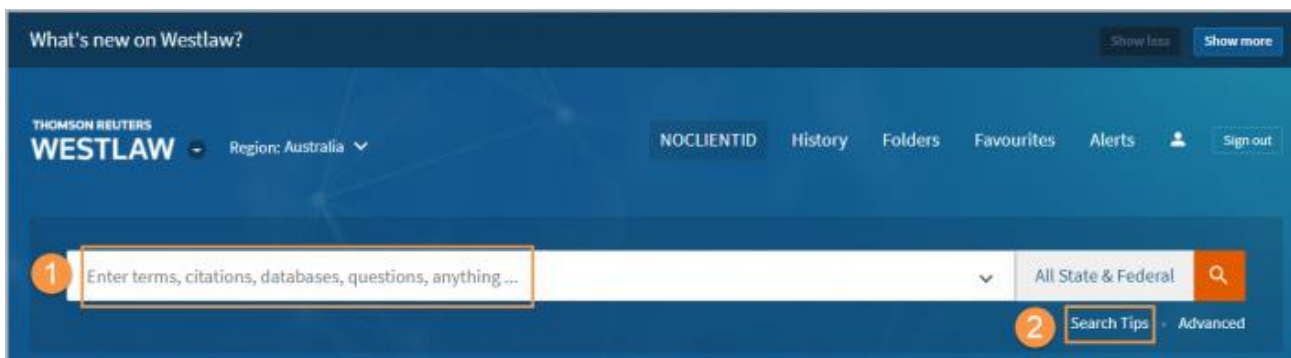 What's new on Westlaw? Show less Show more
THOMSON REUTERS
WESTLAW Region: Australia NOCLIENTID History Folders Favourites Alerts Sign out
1 Enter terms, citations, databases, questions, anything ... All State & Federal
2 Search Tips Advanced